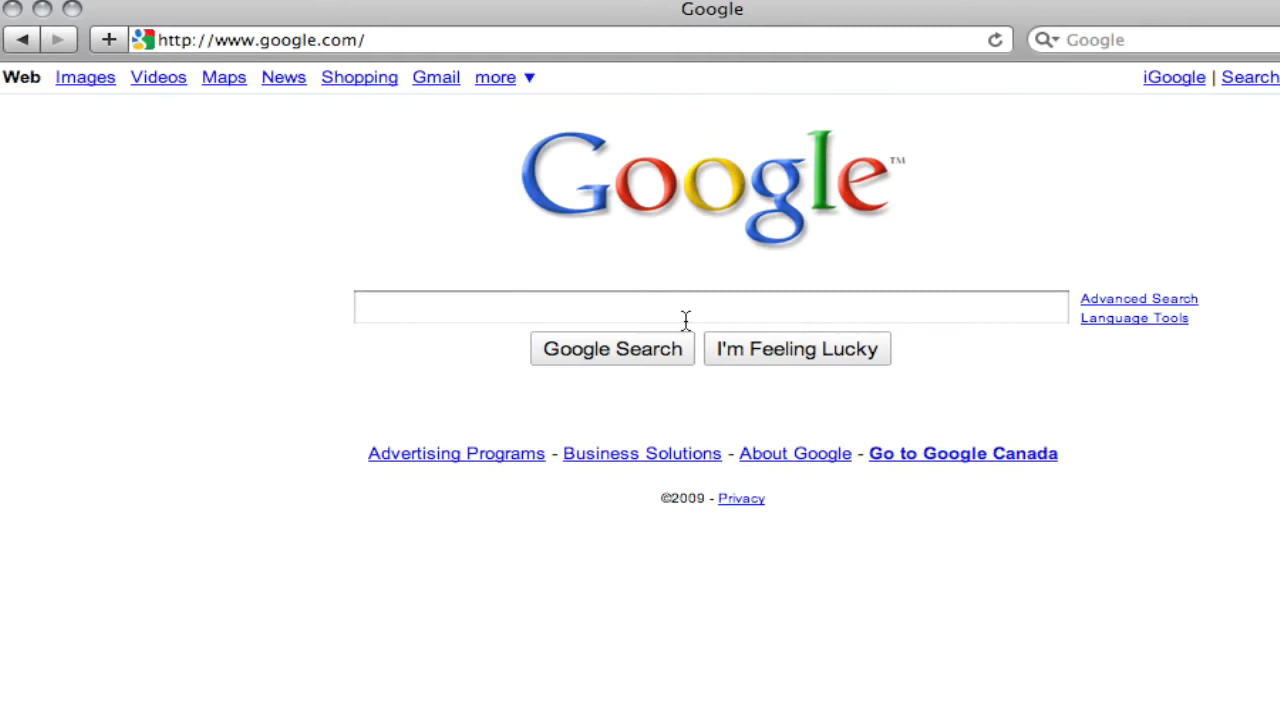 Google
http://www.google.com/
Google
Web Images Videos Maps News Shopping Gmail more ▼
iGoogle | Search
Google™
Advanced Search
Language Tools
Google Search
I'm Feeling Lucky
Advertising Programs - Business Solutions - About Google - Go to Google Canada
©2009 - Privacy